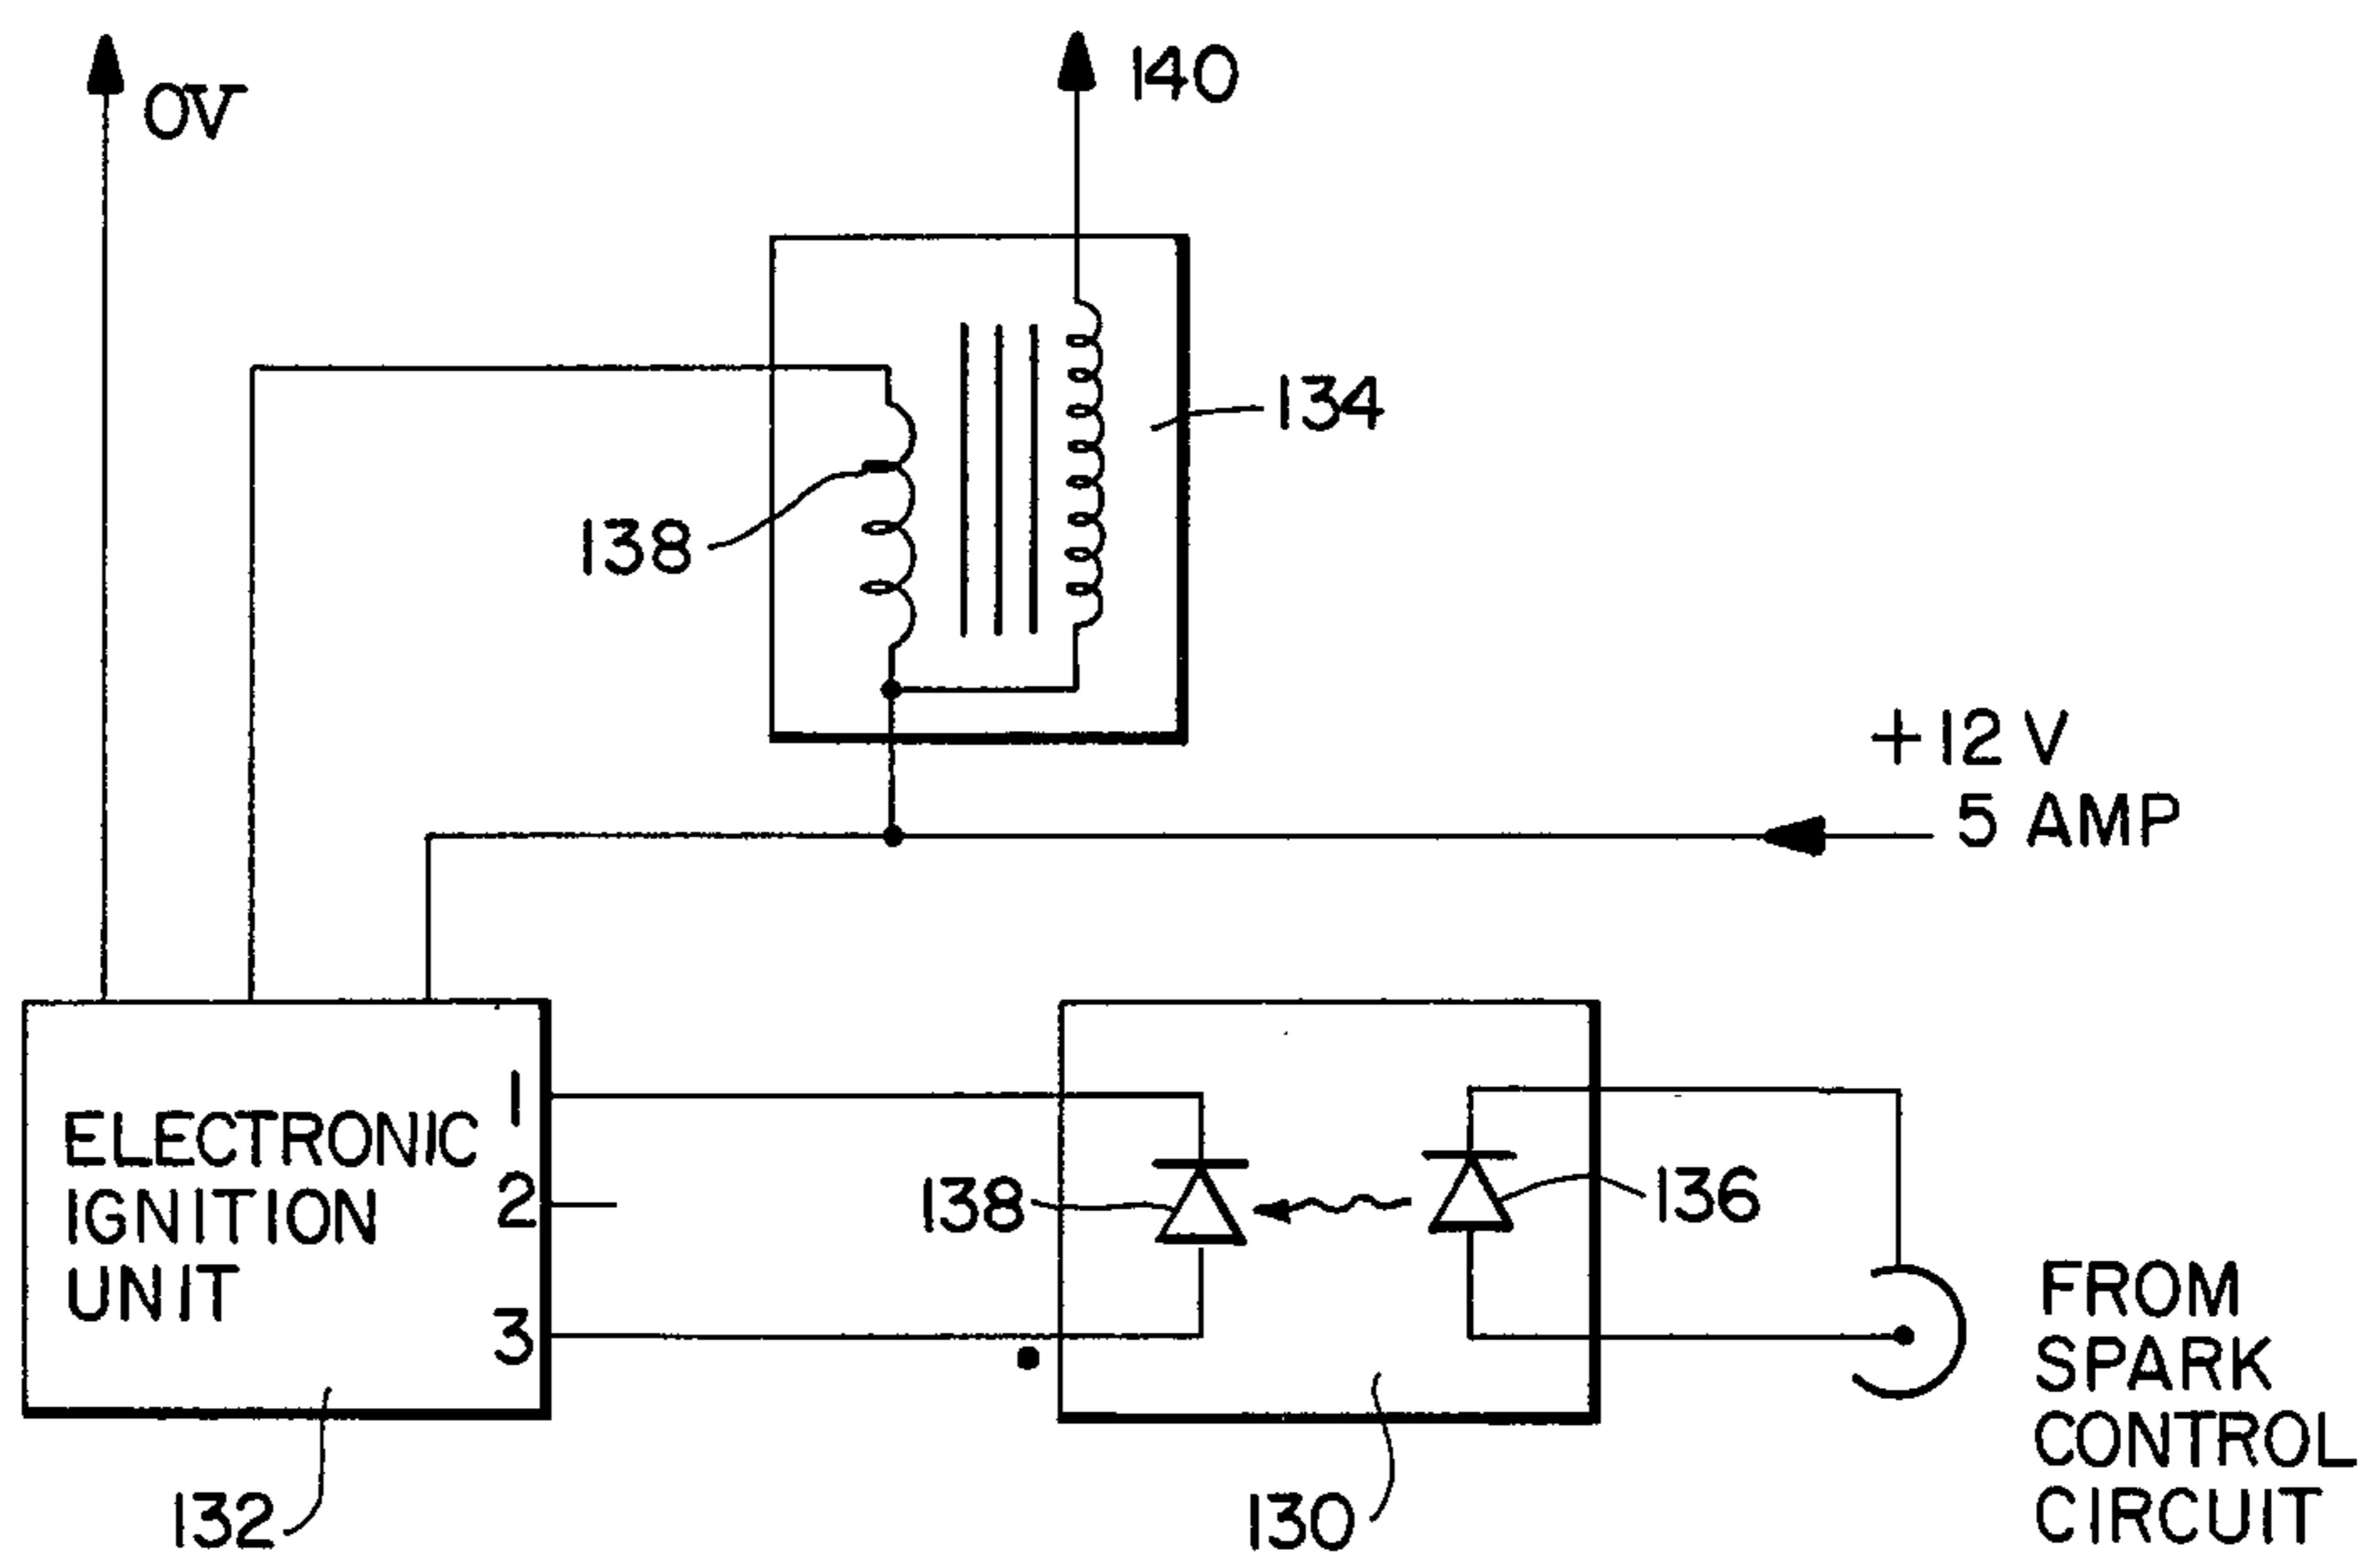 0V
140
134
138
+12 V
5 AMP
ELECTRONIC
IGNITION
UNIT
1
2
3
138
136
FROM
SPARK
CONTROL
CIRCUIT
132
130